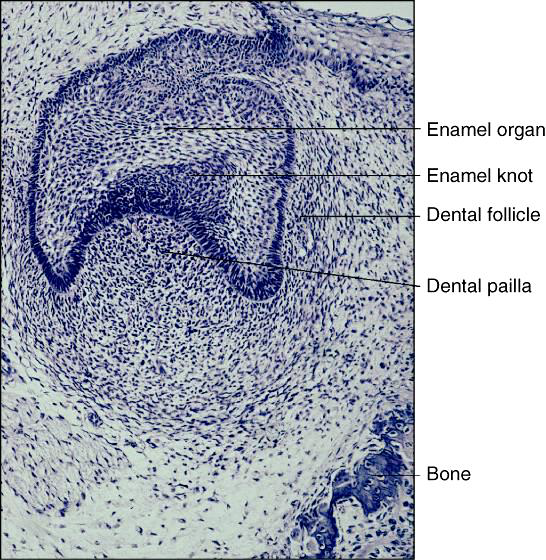 Enamel organ
Enamel knot
Dental follicle
Dental pailla
Bone